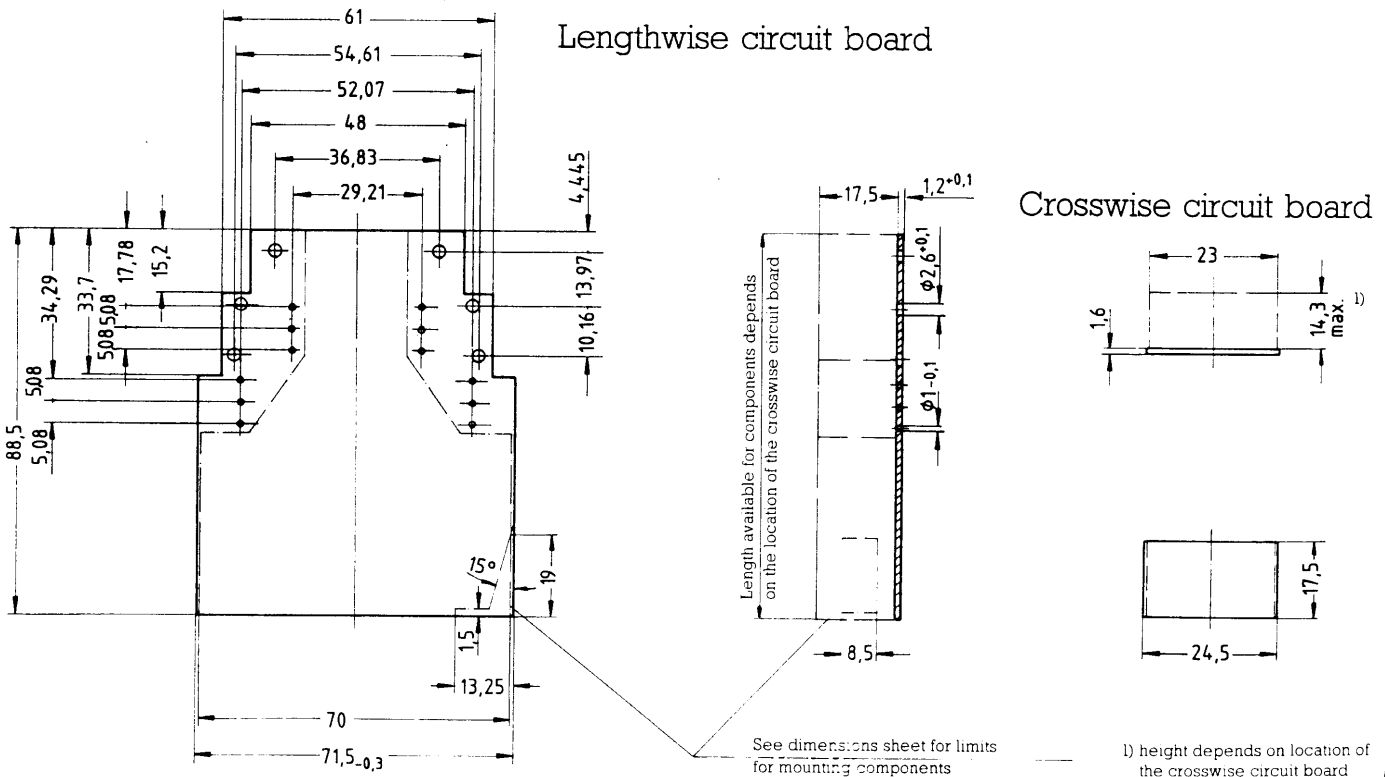 Lengthwise circuit board
61
54,61
52,07
48
36,83
29,21
4,445
13,97
10,16
17,78
15,2
34,29
33,7
5,08
5,08
5,08
5,08
88,5
15°
19
1,5
13,25
70
71,5-0,3
17,5
1,2+0,1
Φ2,6+0,1
Φ1-0,1
Length available for components depends
on the location of the crosswise circuit board
8,5
See dimensions sheet for limits
for mounting components
Crosswise circuit board
23
1,6
14,3
max. 1)
17,5
24,5
1) height depends on location of
the crosswise circuit board